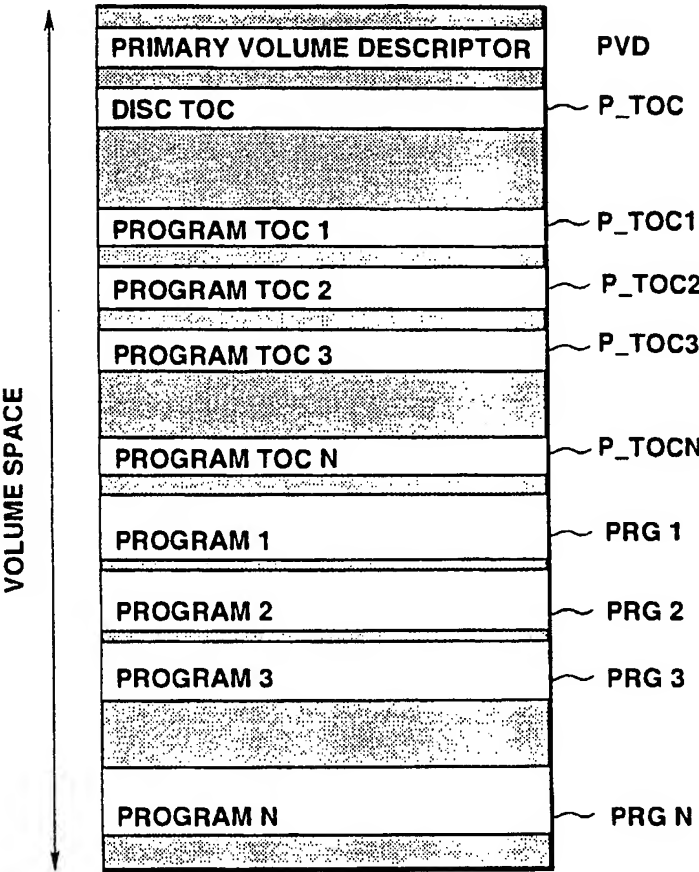 PRIMARY VOLUME DESCRIPTOR PVD
DISC TOC P_TOC
PROGRAM TOC 1 P_TOC1
PROGRAM TOC 2 P_TOC2
PROGRAM TOC 3 P_TOC3
PROGRAM TOC N P_TOCN
PROGRAM 1 PRG 1
PROGRAM 2 PRG 2
PROGRAM 3 PRG 3
PROGRAM N PRG N
VOLUME SPACE